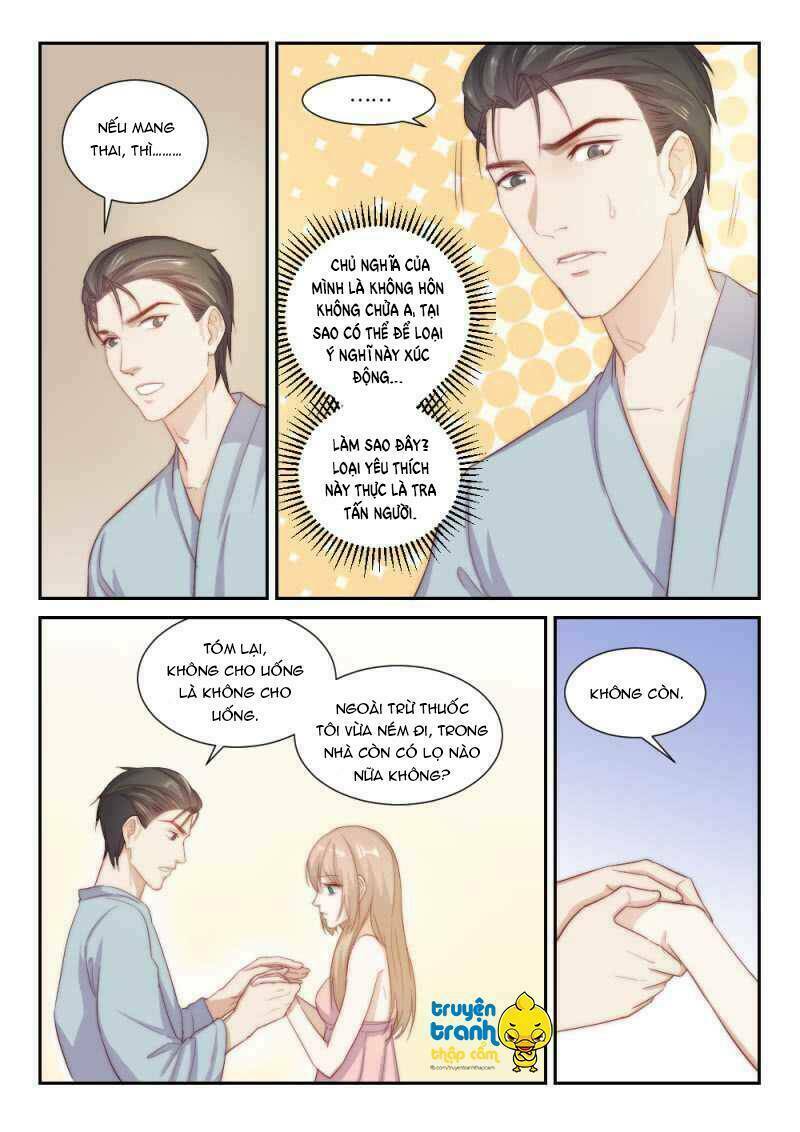 NẾU MANG
THAI, THÌ.........
......
CHỦ NGHĨA CỦA
MÌNH LÀ KHÔNG HÔN
KHÔNG CHỬA A, TẠI
SAO CÓ THỂ ĐỂ LOẠI
Ý NGHĨ NÀY XÚC
ĐỘNG...
LÀM SAO ĐÂY?
LOẠI YÊU THÍCH
NÀY THỰC LÀ TRA
TẤN NGƯỜI.
TÓM LẠI,
KHÔNG CHO UỐNG
LÀ KHÔNG CHO
UỐNG.
NGOÀI TRỪ THUỐC
TÔI VỪA NÉM ĐI, TRONG
NHÀ CÒN CÓ LỌ NÀO
NỮA KHÔNG?
KHÔNG CÒN.
truyện
tranh
thập cẩm
fb.com/truyentranhthapcam